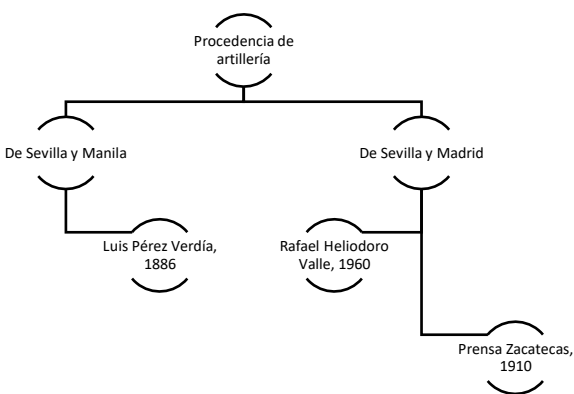 Procedencia de
artillería
De Sevilla y Manila
De Sevilla y Madrid
Luis Pérez Verdía,
1886
Rafael Heliodoro
Valle, 1960
Prensa Zacatecas,
1910